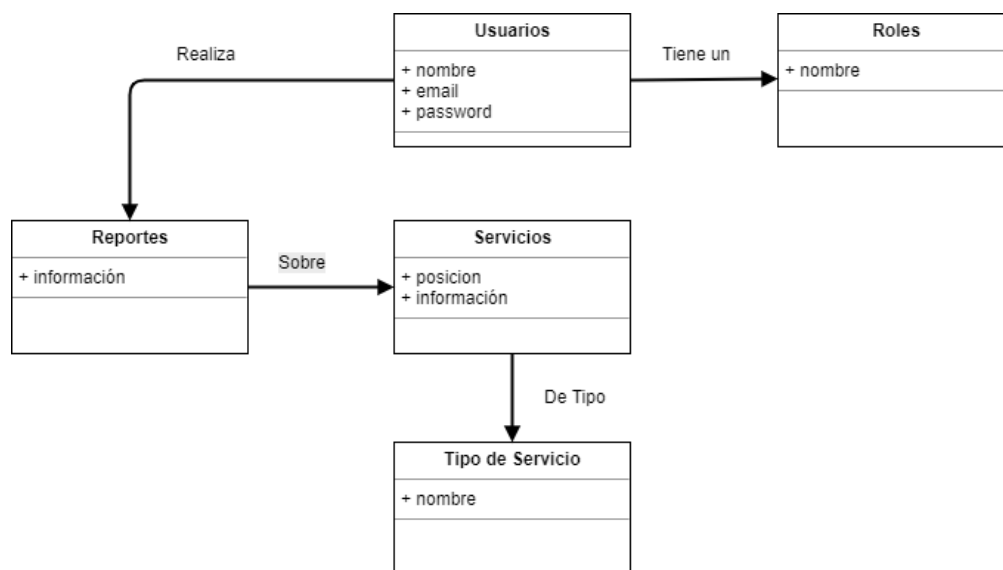 Usuarios
+ nombre
+ email
+ password
Realiza
Tiene un
Roles
+ nombre
Reportes
+ información
Sobre
Servicios
+ posicion
+ información
De Tipo
Tipo de Servicio
+ nombre